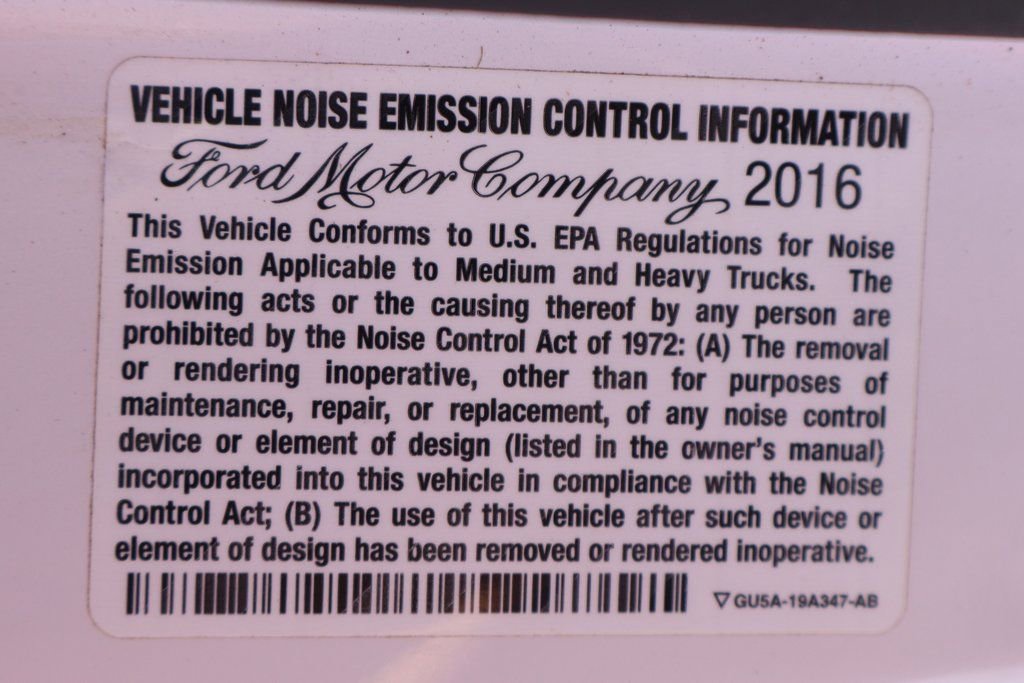 VEHICLE NOISE EMISSION CONTROL INFORMATION
Ford Motor Company 2016
This Vehicle Conforms to U.S. EPA Regulations for Noise
Emission Applicable to Medium and Heavy Trucks. The
following acts or the causing thereof by any person are
prohibited by the Noise Control Act of 1972: (A) The removal
or rendering inoperative, other than for purposes of
maintenance, repair, or replacement, of any noise control
device or element of design (listed in the owner's manual)
incorporated into this vehicle in compliance with the Noise
Control Act; (B) The use of this vehicle after such device or
element of design has been removed or rendered inoperative.
▽ GU5A-19A347-AB